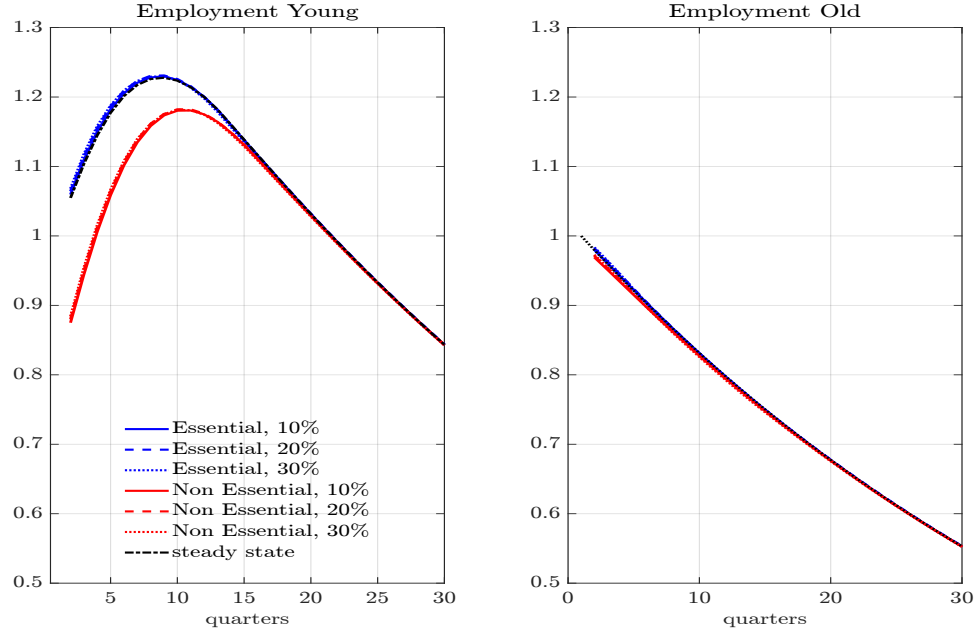 Employment Young
1.3
1.2
1.1
1
0.9
0.8
0.7
0.6
0.5
Essential, 10%
Essential, 20%
Essential, 30%
Non Essential, 10%
Non Essential, 20%
Non Essential, 30%
steady state
5 10 15 20 25 30
quarters
Employment Old
1.3
1.2
1.1
1
0.9
0.8
0.7
0.6
0.5
0 10 20 30
quarters